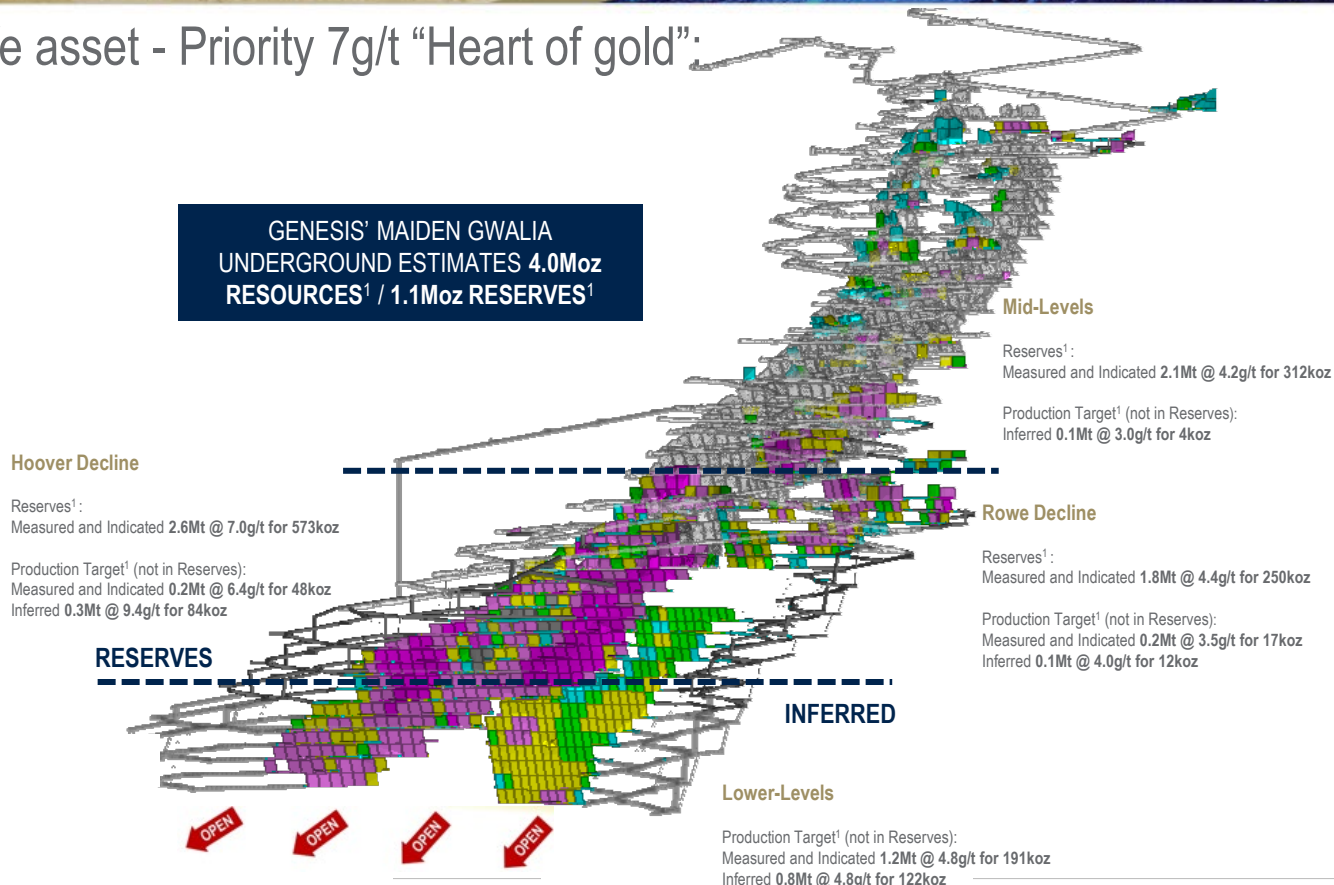 e asset - Priority 7g/t “Heart of gold”:
GENESIS’ MAIDEN GWALIA
UNDERGROUND ESTIMATES 4.0Moz
RESOURCES¹ / 1.1Moz RESERVES¹
Mid-Levels
Reserves¹ :
Measured and Indicated 2.1Mt @ 4.2g/t for 312koz
Production Target¹ (not in Reserves):
Inferred 0.1Mt @ 3.0g/t for 4koz
Hoover Decline
Reserves¹ :
Measured and Indicated 2.6Mt @ 7.0g/t for 573koz
Production Target¹ (not in Reserves):
Measured and Indicated 0.2Mt @ 6.4g/t for 48koz
Inferred 0.3Mt @ 9.4g/t for 84koz
Rowe Decline
Reserves¹ :
Measured and Indicated 1.8Mt @ 4.4g/t for 250koz
Production Target¹ (not in Reserves):
Measured and Indicated 0.2Mt @ 3.5g/t for 17koz
Inferred 0.1Mt @ 4.0g/t for 12koz
RESERVES
INFERRED
Lower-Levels
Production Target¹ (not in Reserves):
Measured and Indicated 1.2Mt @ 4.8g/t for 191koz
Inferred 0.8Mt @ 4.8g/t for 122koz
OPEN
OPEN
OPEN
OPEN